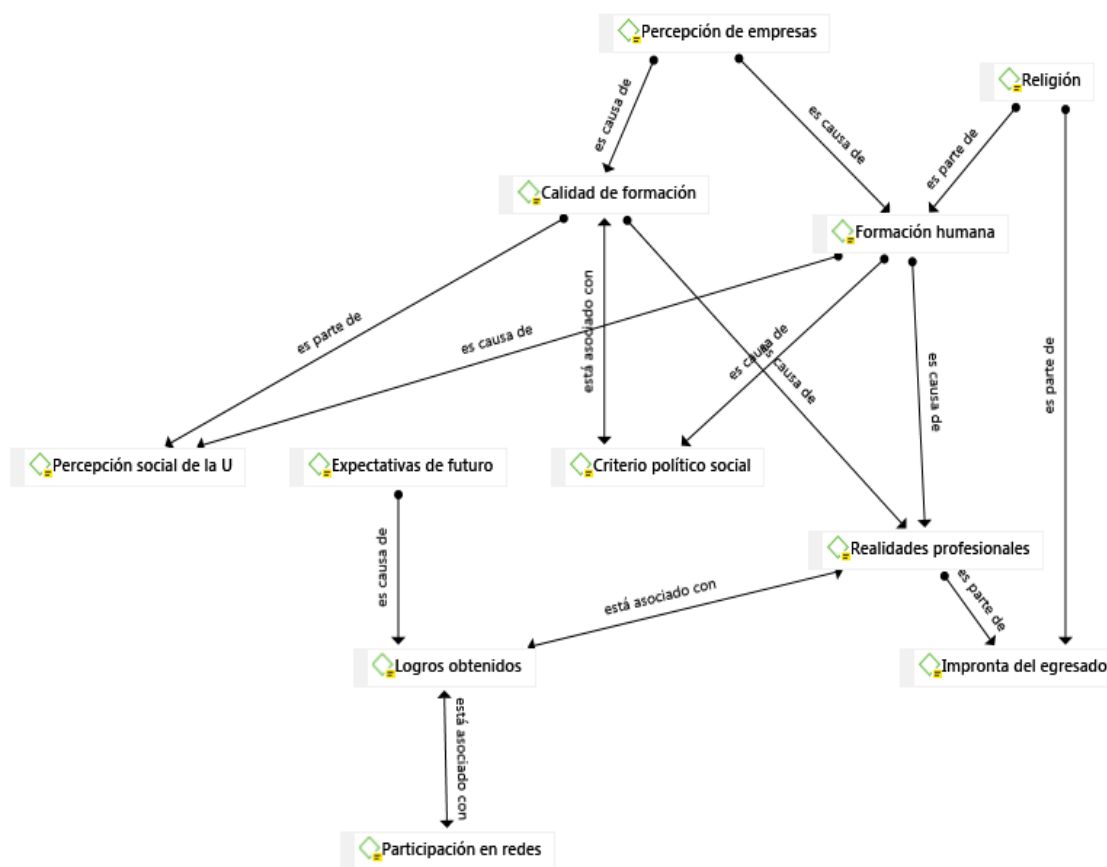 Percepción de empresas
Religión
es causa de
es causa de
es parte de
Calidad de formación
Formación humana
es parte de
es causa de
está asociado con
es causa de
es causa de
es causa de
es parte de
Percepción social de la U
Expectativas de futuro
Criterio político social
es causa de
Realidades profesionales
está asociado con
es parte de
Logros obtenidos
Impronta del egresado
está asociado con
Participación en redes